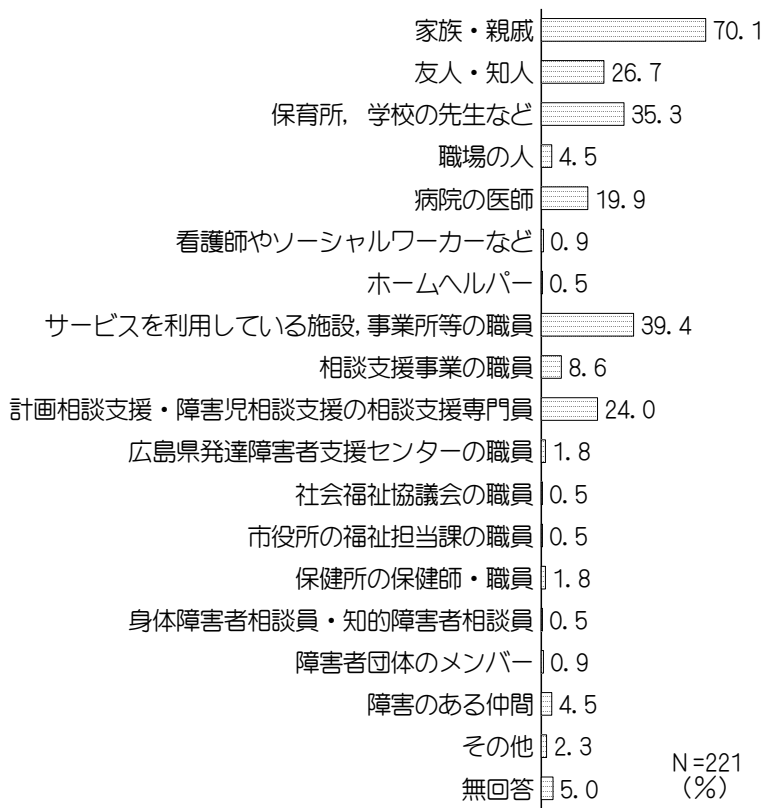 家族・親戚 70.1
友人・知人 26.7
保育所，学校の先生など 35.3
職場の人 4.5
病院の医師 19.9
看護師やソーシャルワーカーなど 0.9
ホームヘルパー 0.5
サービスを利用している施設，事業所等の職員 39.4
相談支援事業の職員 8.6
計画相談支援・障害児相談支援の相談支援専門員 24.0
広島県発達障害者支援センターの職員 1.8
社会福祉協議会の職員 0.5
市役所の福祉担当課の職員 0.5
保健所の保健師・職員 1.8
身体障害者相談員・知的障害者相談員 0.5
障害者団体のメンバー 0.9
障害のある仲間 4.5
その他 2.3
無回答 5.0
N=221
（％）